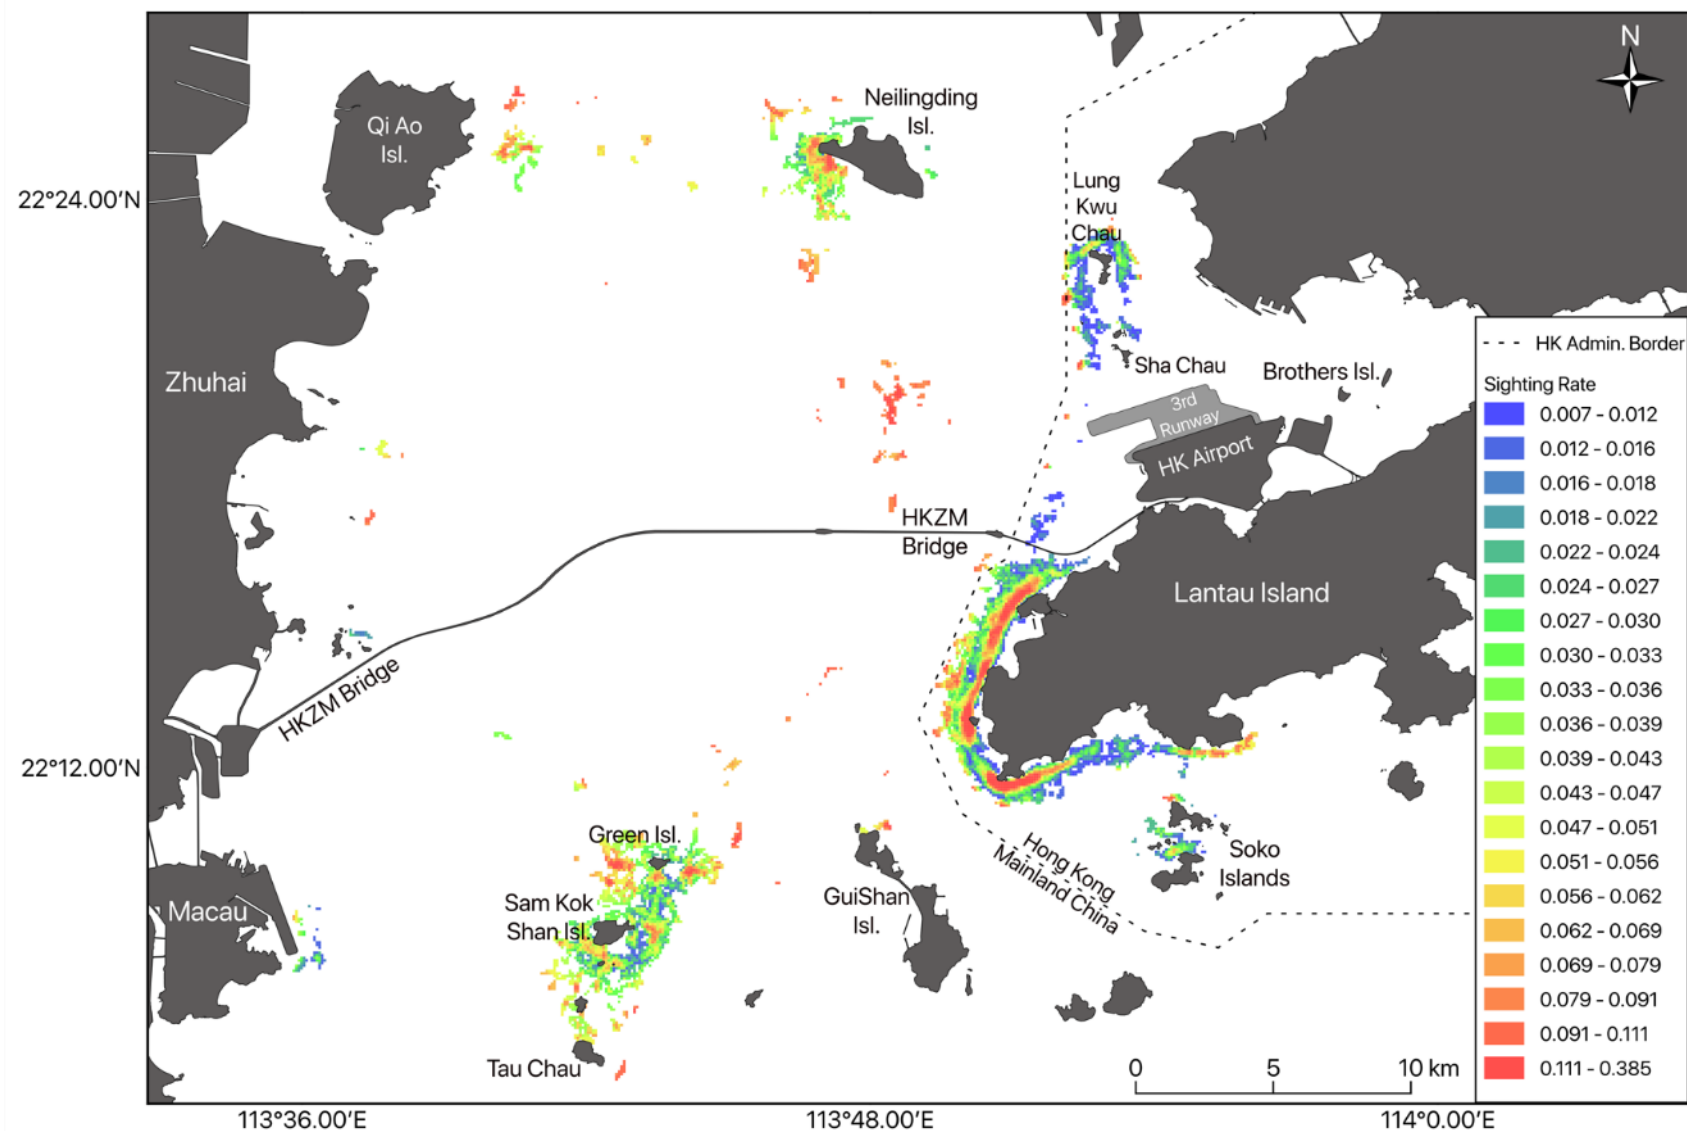 N
Neilingding
Isl.
Qi Ao
Isl.
22°24.00′N
Lung
Kwu
Chau
Zhuhai
Sha Chau
Brothers Isl.
3rd
Runway
HK Airport
HKZM
Bridge
Lantau Island
HKZM Bridge
22°12.00′N
Green Isl.
Sam Kok
Shan Isl.
Macau
GuiShan
Isl.
Hong Kong
Mainland China
Soko
Islands
Tau Chau
0 5 10 km
HK Admin. Border
Sighting Rate
0.007 - 0.012
0.012 - 0.016
0.016 - 0.018
0.018 - 0.022
0.022 - 0.024
0.024 - 0.027
0.027 - 0.030
0.030 - 0.033
0.033 - 0.036
0.036 - 0.039
0.039 - 0.043
0.043 - 0.047
0.047 - 0.051
0.051 - 0.056
0.056 - 0.062
0.062 - 0.069
0.069 - 0.079
0.079 - 0.091
0.091 - 0.111
0.111 - 0.385
113°36.00′E 113°48.00′E 114°0.00′E